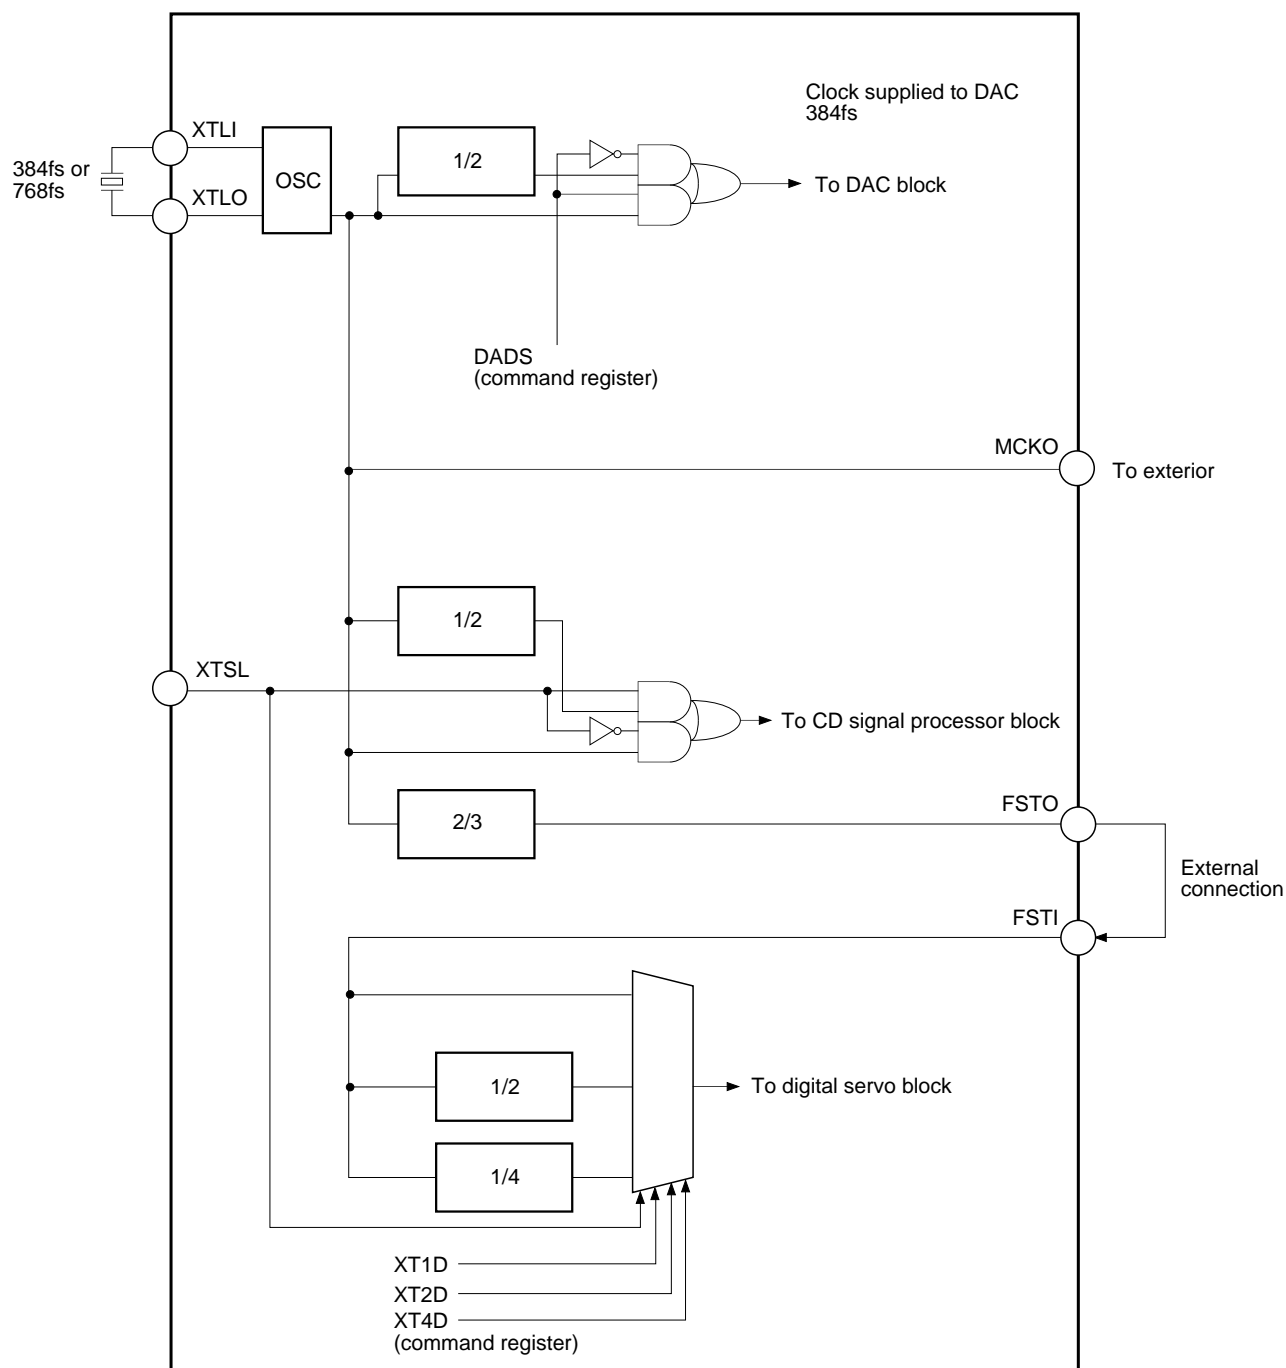 Clock supplied to DAC
384fs
XTLI
384fs or
768fs
OSC
1/2
To DAC block
XTLO
DADS
(command register)
MCKO
To exterior
1/2
XTSL
To CD signal processor block
2/3
FSTO
External
connection
FSTI
1/2
To digital servo block
1/4
XT1D
XT2D
XT4D
(command register)